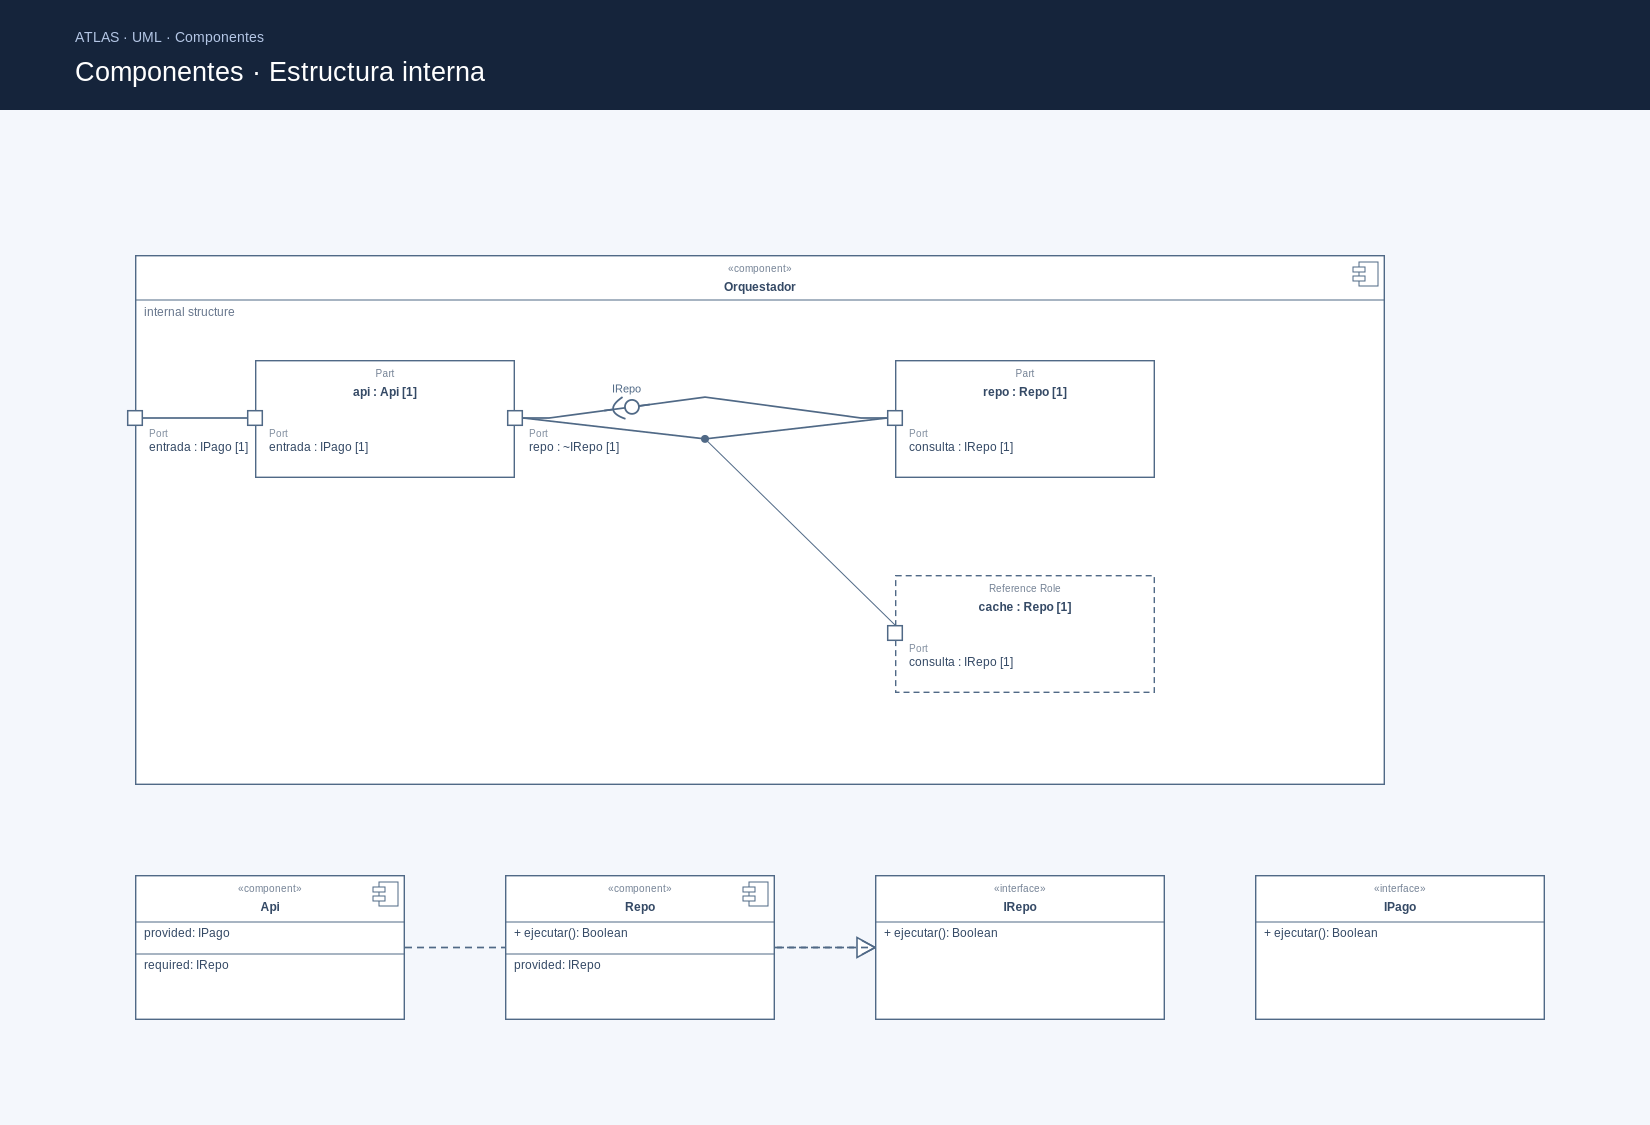 ATLAS · UML · Componentes
Componentes · Estructura interna
«component»
Orquestador
internal structure
Part
api : Api [1]
IRepo
Part
repo : Repo [1]
Port
entrada : IPago [1]
Port
entrada : IPago [1]
Port
repo : ~IRepo [1]
Port
consulta : IRepo [1]
Reference Role
cache : Repo [1]
Port
consulta : IRepo [1]
«component»
Api
provided: IPago
required: IRepo
«component»
Repo
+ ejecutar(): Boolean
provided: IRepo
«interface»
IRepo
+ ejecutar(): Boolean
«interface»
IPago
+ ejecutar(): Boolean